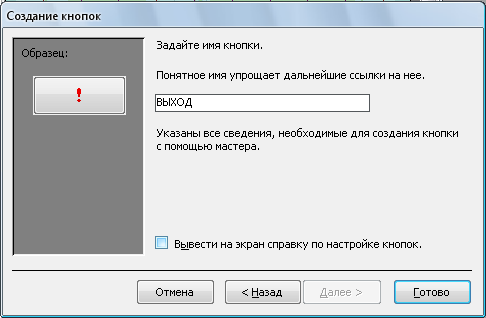 Создание кнопок
Образец:
!
Задайте имя кнопки.
Понятное имя упрощает дальнейшие ссылки на нее.
ВЫХОД
Указаны все сведения, необходимые для создания кнопки
с помощью мастера.
Вывести на экран справку по настройке кнопок.
Отмена
< Назад
Далее >
Готово